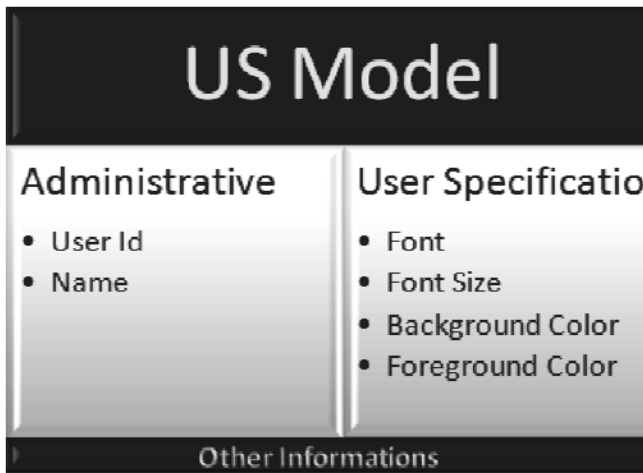 US Model
Administrative
• User Id
• Name
User Specificatio
• Font
• Font Size
• Background Color
• Foreground Color
Other Informations